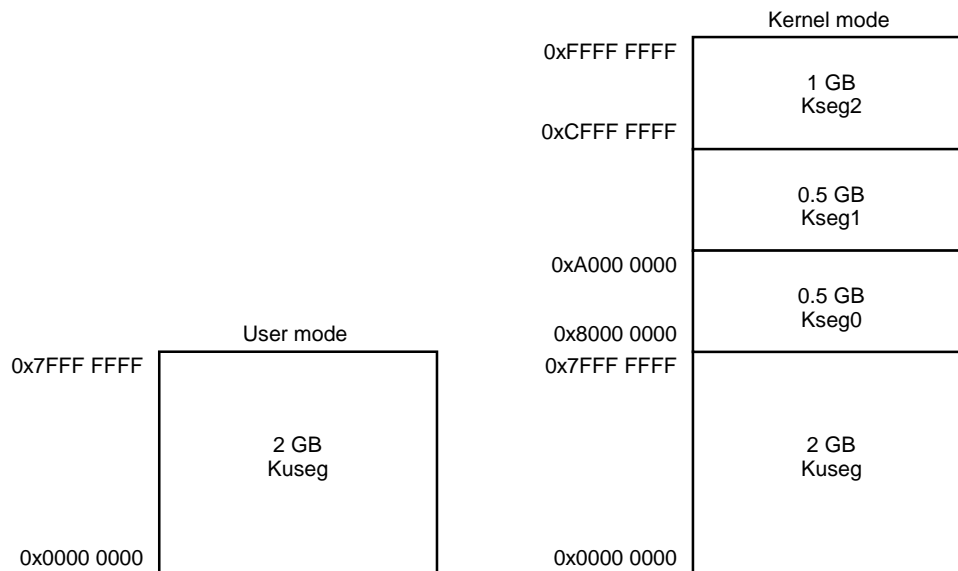 Kernel mode
0xFFFF FFFF
1 GB
Kseg2
0xCFFF FFFF
0.5 GB
Kseg1
0xA000 0000
0.5 GB
Kseg0
0x8000 0000
User mode
0x7FFF FFFF
0x7FFF FFFF
2 GB
Kuseg
2 GB
Kuseg
0x0000 0000
0x0000 0000